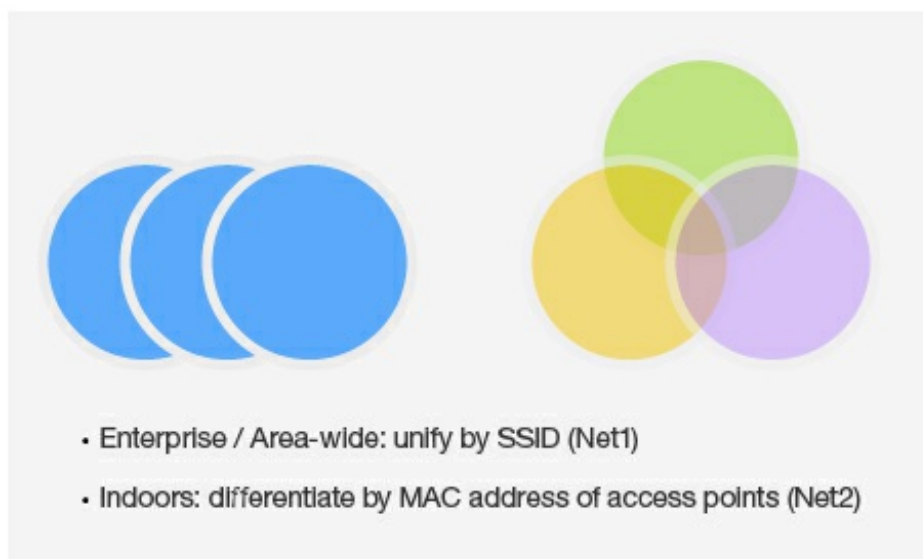 • Enterprise / Area-wide: unify by SSID (Net1)
• Indoors: differentiate by MAC address of access points (Net2)